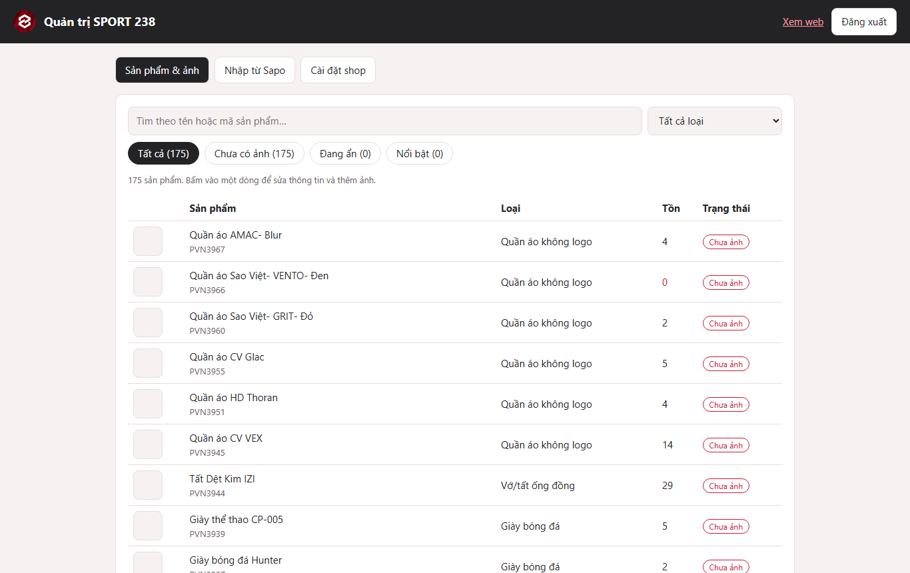 Quản trị SPORT 238
Xem web
Đăng xuất
Sản phẩm & ảnh
Nhập từ Sapo
Cài đặt shop
Tìm theo tên hoặc mã sản phẩm...
Tất cả loại
Tất cả (175)
Chưa có ảnh (175)
Đang ẩn (0)
Nổi bật (0)
175 sản phẩm. Bấm vào một dòng để sửa thông tin và thêm ảnh.
Sản phẩm Loại Tồn Trạng thái
Quần áo AMAC- Blur
PVN3967
Quần áo không logo 4 Chưa ảnh
Quần áo Sao Việt- VENTO- Đen
PVN3966
Quần áo không logo 0 Chưa ảnh
Quần áo Sao Việt- GRIT- Đỏ
PVN3960
Quần áo không logo 2 Chưa ảnh
Quần áo CV Glac
PVN3955
Quần áo không logo 5 Chưa ảnh
Quần áo HD Thoran
PVN3951
Quần áo không logo 4 Chưa ảnh
Quần áo CV VEX
PVN3945
Quần áo không logo 14 Chưa ảnh
Tất Dệt Kim IZI
PVN3944
Vớ/tất ống đồng 29 Chưa ảnh
Giày thể thao CP-005
PVN3939
Giày bóng đá 5 Chưa ảnh
Giày bóng đá Hunter
Giày bóng đá 2 Chưa ảnh